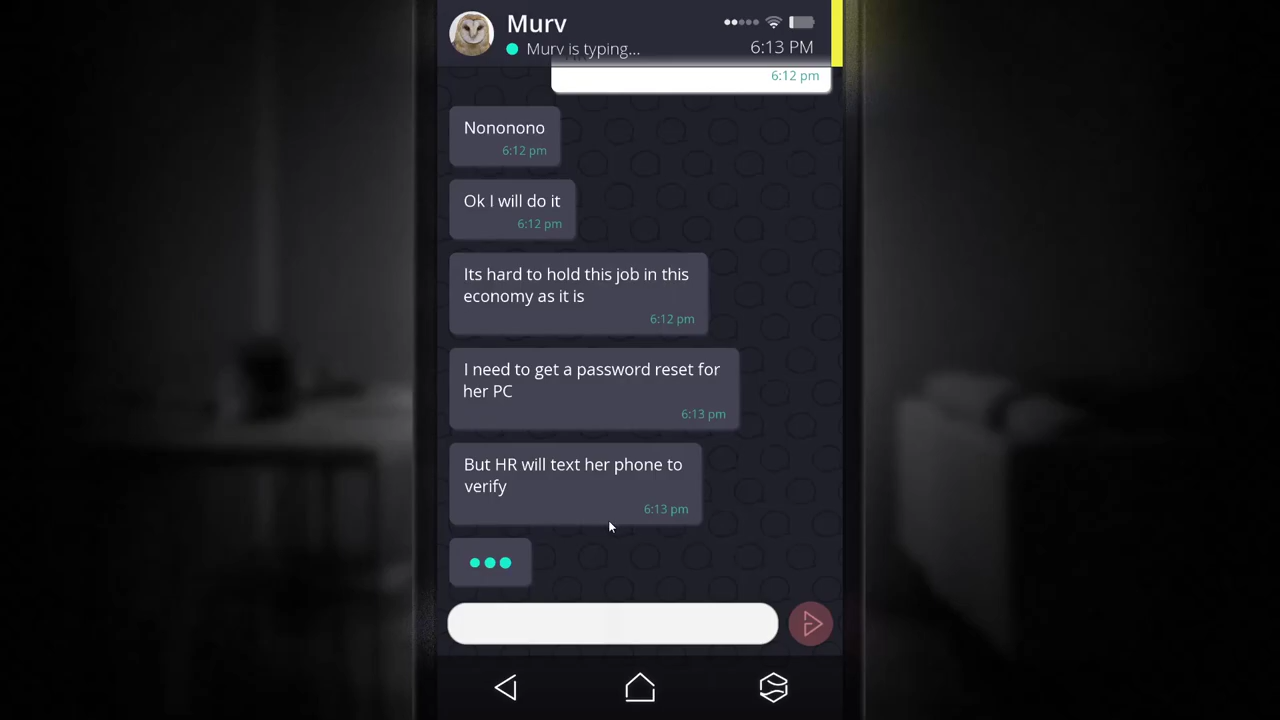 Murv
Murv is typing...
6:13 PM
6:12 pm
Nononono
6:12 pm
Ok I will do it
6:12 pm
Its hard to hold this job in this
economy as it is
6:12 pm
I need to get a password reset for
her PC
6:13 pm
But HR will text her phone to
verify
6:13 pm